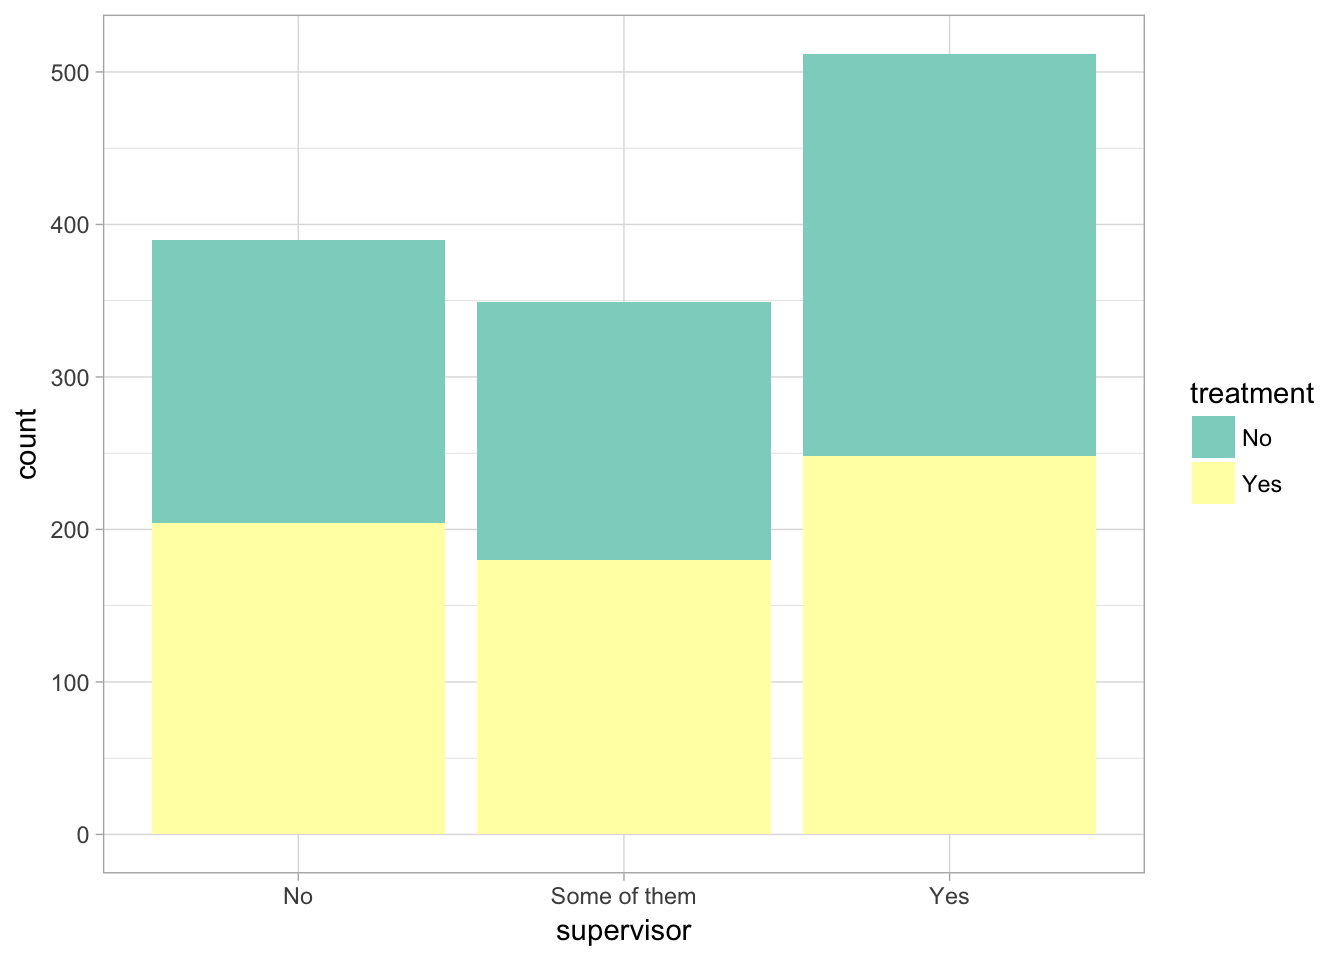 500
400
300
200
100
0
count
No
Some of them
Yes
supervisor
treatment
No
Yes